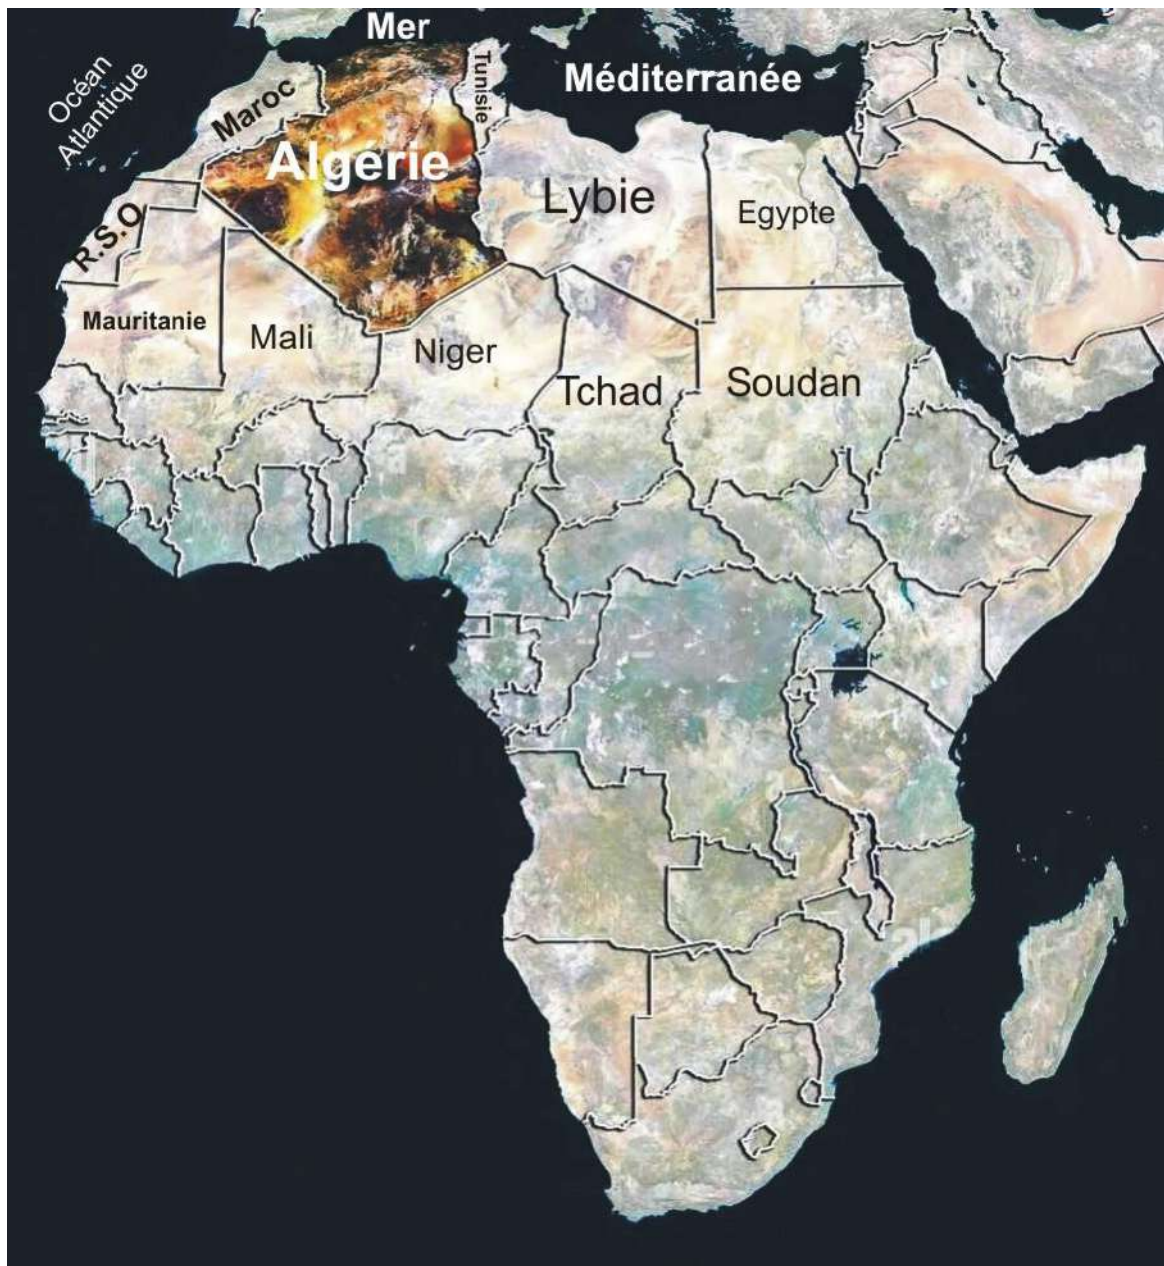 Mer
Océan
Atlantique
Méditerranée
Tunisie
Maroc
Algérie
Lybie
Egypte
R.S.O
Mauritanie
Mali
Niger
Tchad
Soudan